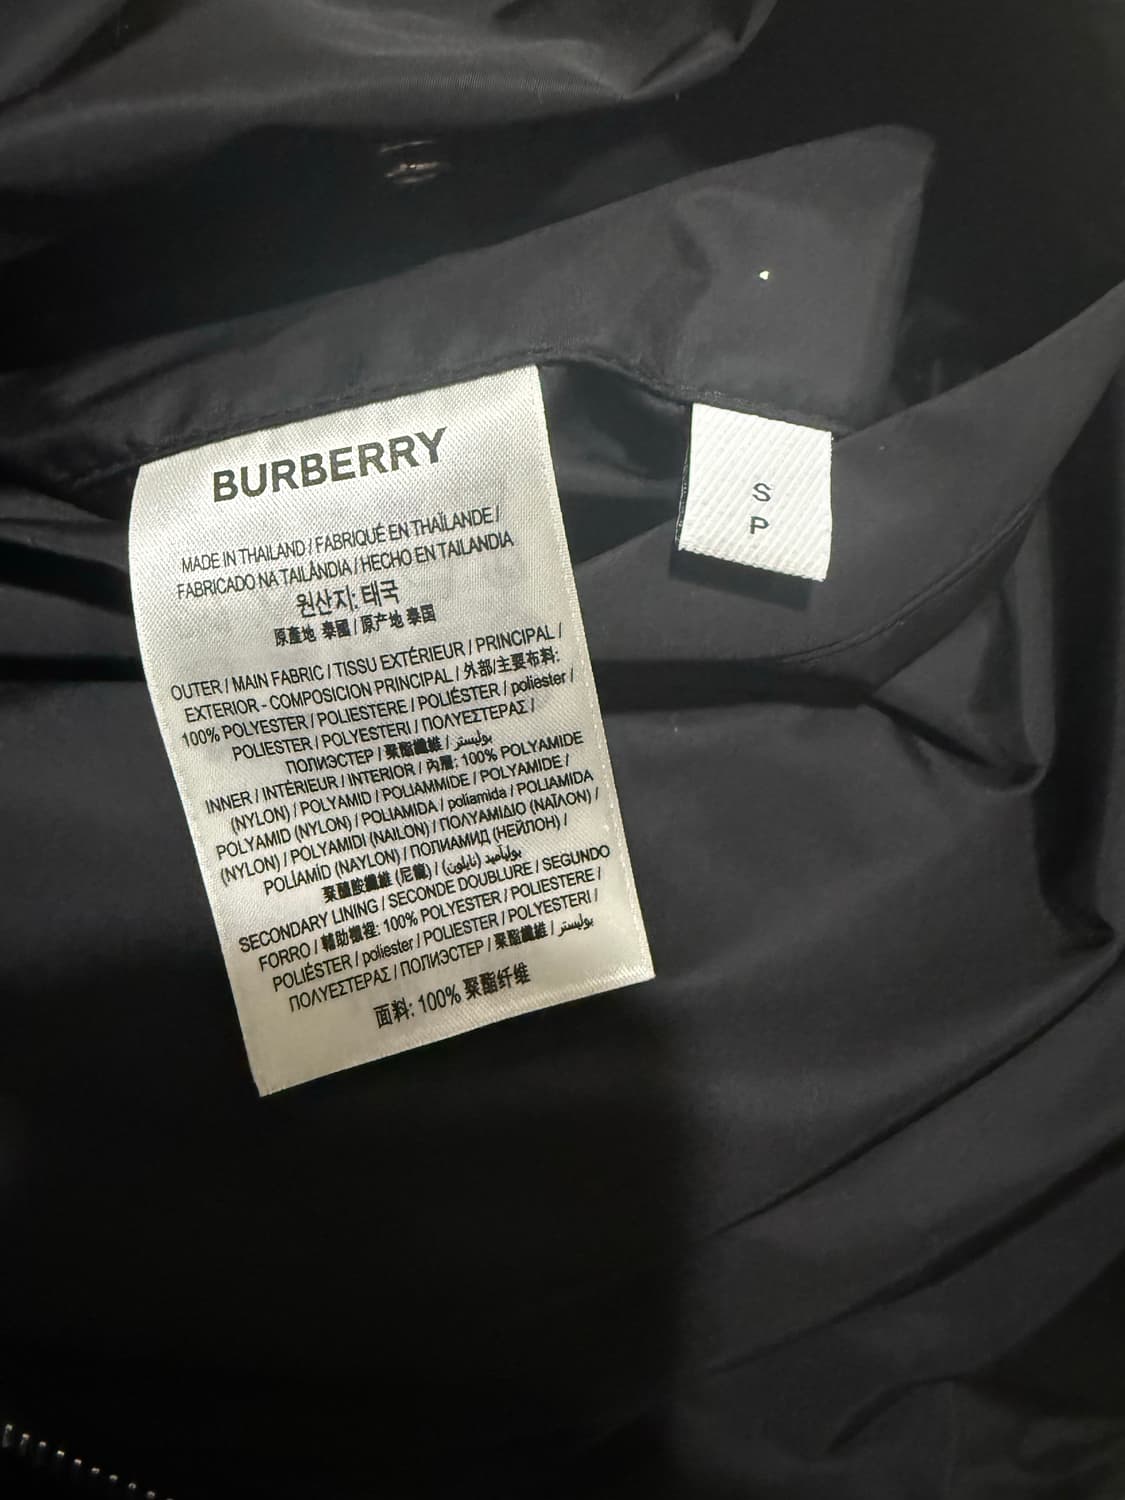 BURBERRY
MADE IN THAILAND / FABRIQUÉ EN THAÏLANDE /
FABRICADO NA TAILÂNDIA / HECHO EN TAILANDIA
원산지: 태국
原產地 泰國 / 原产地 泰国
OUTER / MAIN FABRIC / TISSU EXTÉRIEUR / PRINCIPAL /
EXTERIOR - COMPOSICION PRINCIPAL / 外部/主要布料:
100% POLYESTER / POLIESTERE / POLIÉSTER / poliester /
POLIESTER / POLYESTERI / ΠΟΛΥΕΣΤΕΡΑΣ /
ПОЛИЭСТЕР / 聚酯纖維 / بوليستر
INNER / INTÉRIEUR / INTERIOR / 內層: 100% POLYAMIDE
(NYLON) / POLYAMID / POLIAMMIDE / POLYAMIDE /
POLYAMID (NYLON) / POLIAMIDA / poliamida / POLIAMIDA
(NYLON) / POLYAMIDI (NAILON) / ΠΟΛΥΑΜΙΔΙΟ (ΝΑΪΛΟΝ) /
POLİAMİD (NAYLON) / ПОЛИАМИД (НЕЙЛОН) /
聚醯胺纖維 (尼龍) / بوليأميد (نايلون)
SECONDARY LINING / SECONDE DOUBLURE / SEGUNDO
FORRO / 輔助襯裡: 100% POLYESTER / POLIESTERE /
POLIÉSTER / poliester / POLIESTER / POLYESTERI /
ΠΟΛΥΕΣΤΕΡΑΣ / ПОЛИЭСТЕР / 聚酯纖維 / بوليستر
面料: 100% 聚酯纤维
S
P